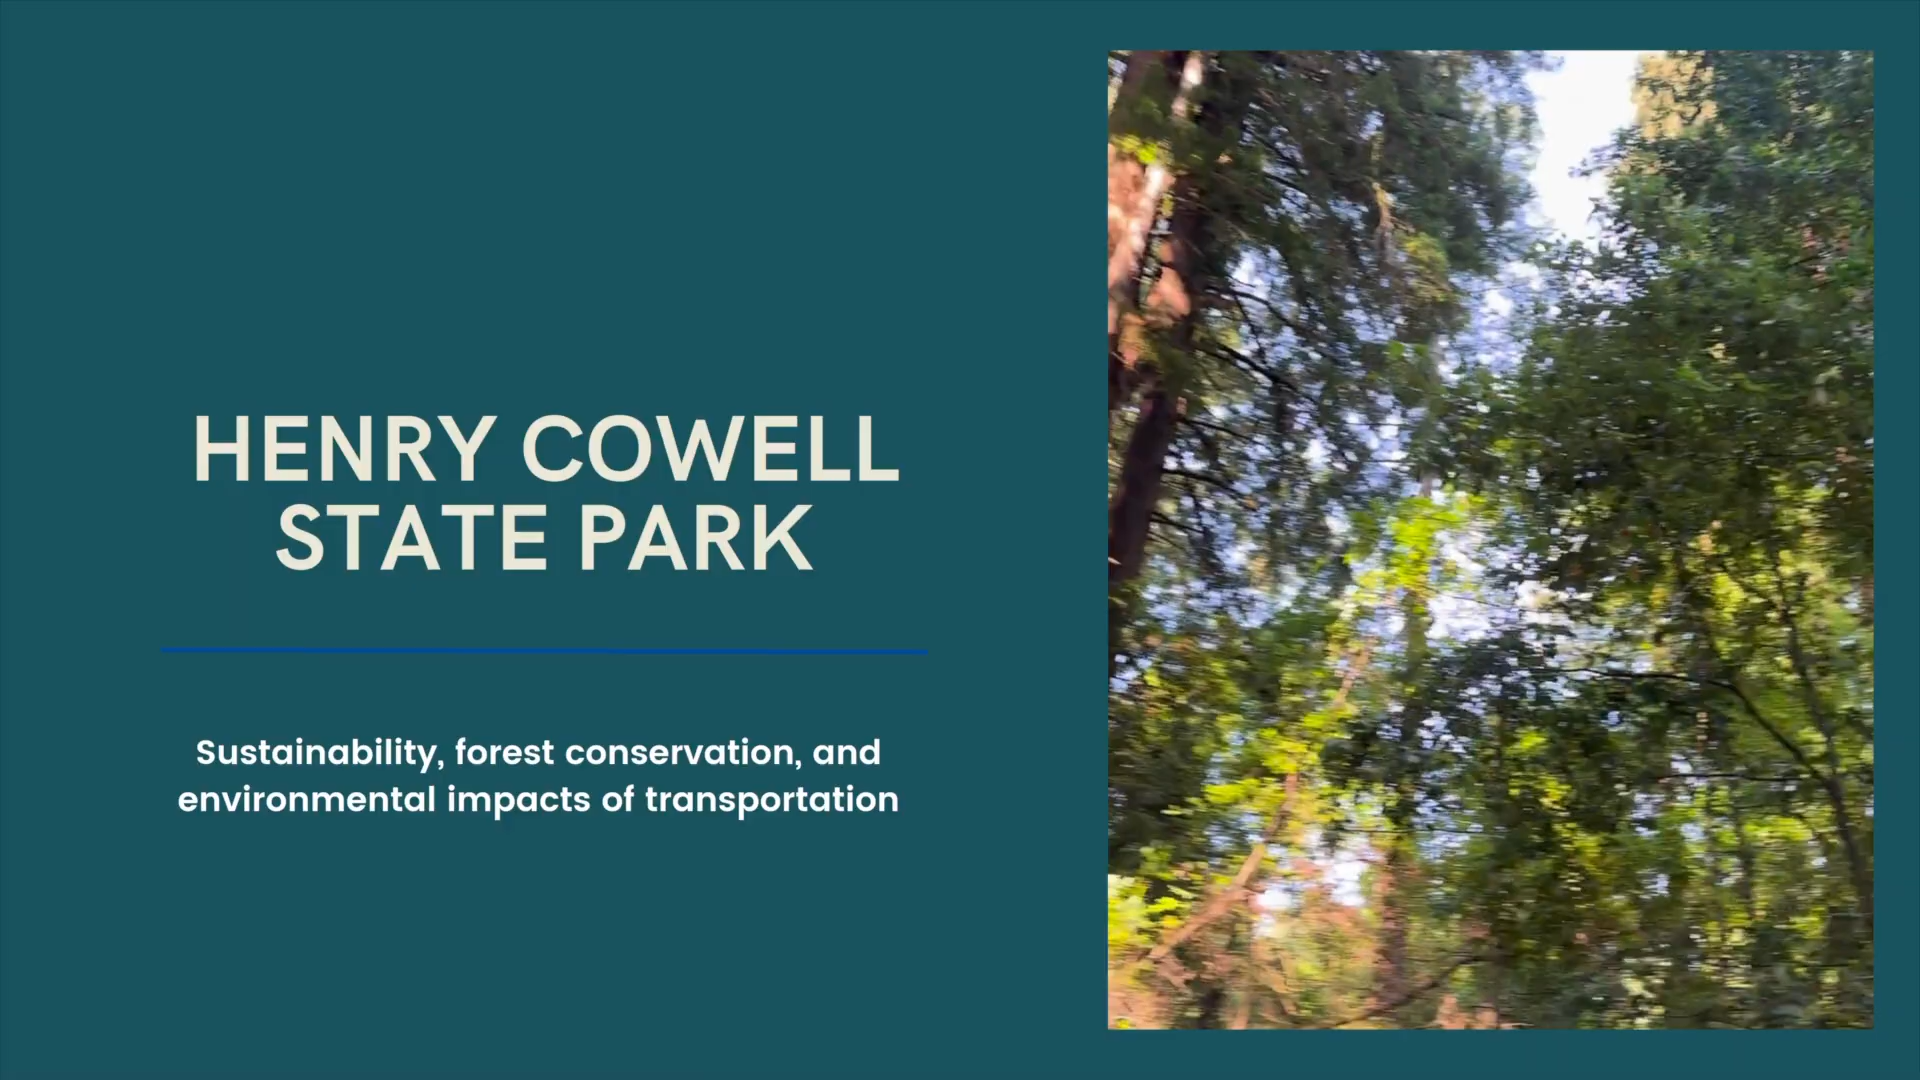 HENRY COWELL
STATE PARK
Sustainability, forest conservation, and
environmental impacts of transportation